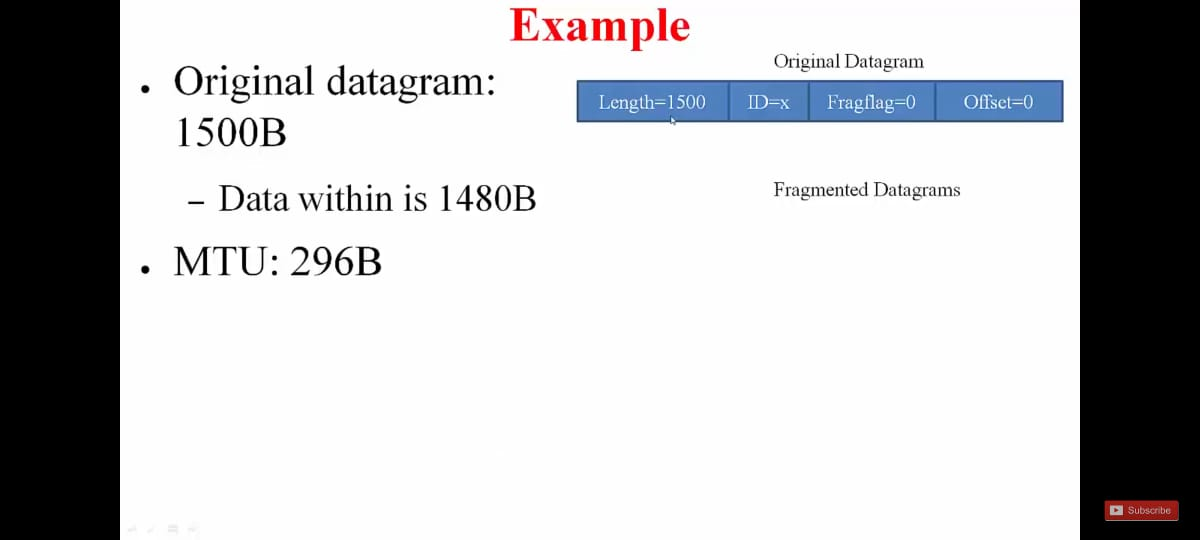 Example
• Original datagram:
1500B
– Data within is 1480B
• MTU: 296B
Original Datagram
Length=1500 ID=x Fragflag=0 Offset=0
Fragmented Datagrams
Subscribe